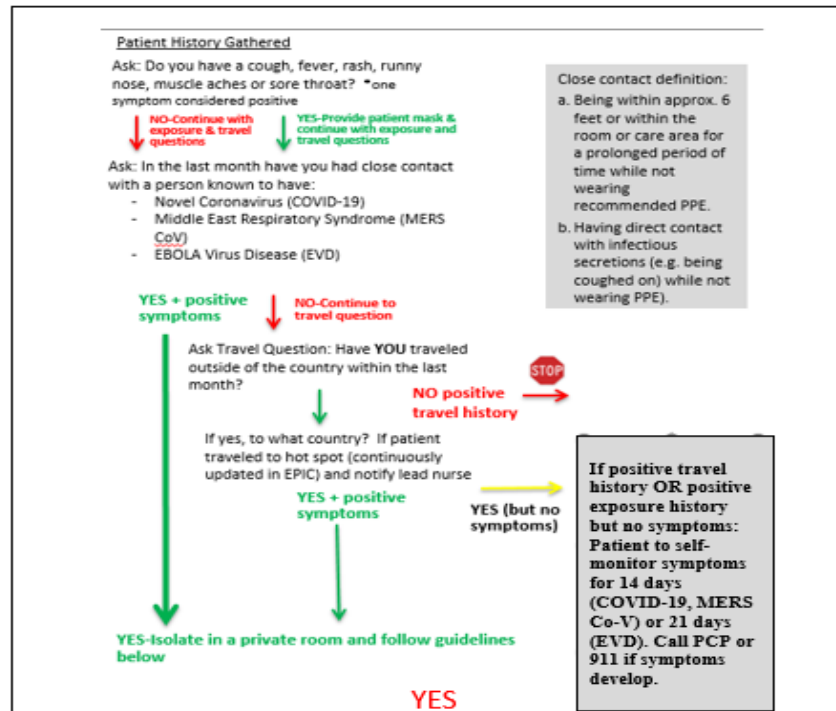 Patient History Gathered
Ask: Do you have a cough, fever, rash, runny
nose, muscle aches or sore throat? *one
symptom considered positive
NO-Continue with
exposure & travel
questions
YES-Provide patient mask &
continue with exposure and
travel questions
Ask: In the last month have you had close contact
with a person known to have:
- Novel Coronavirus (COVID-19)
- Middle East Respiratory Syndrome (MERS
CoV)
- EBOLA Virus Disease (EVD)
Close contact definition:
a. Being within approx. 6
feet or within the
room or care area for
a prolonged period of
time while not
wearing
recommended PPE.
b. Having direct contact
with infectious
secretions (e.g. being
coughed on) while not
wearing PPE).
YES + positive
symptoms
NO-Continue to
travel question
Ask Travel Question: Have YOU traveled
outside of the country within the last
month?
STOP
NO positive
travel history
If yes, to what country? If patient
traveled to hot spot (continuously
updated in EPIC) and notify lead nurse
YES + positive
symptoms
YES (but no
symptoms)
If positive travel
history OR positive
exposure history
but no symptoms:
Patient to self-
monitor symptoms
for 14 days
(COVID-19, MERS
Co-V) or 21 days
(EVD). Call PCP or
911 if symptoms
develop.
YES-Isolate in a private room and follow guidelines
below
YES